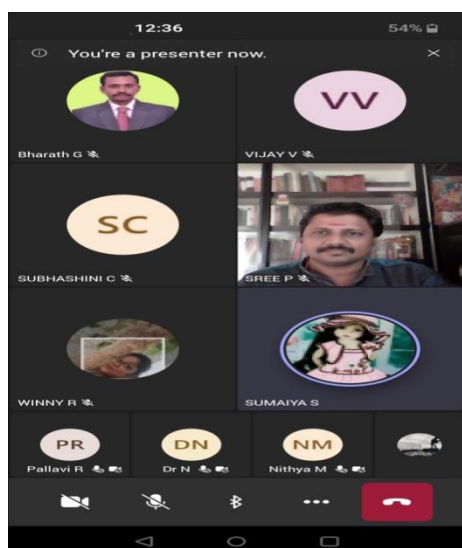 12:36 54%
You're a presenter now.
VV
Bharath G VIJAY V
SC
SUBHASHINI C SREE P
WINNY R SUMAIYA S
PR DN NM
Pallavi R Dr N Nithya M